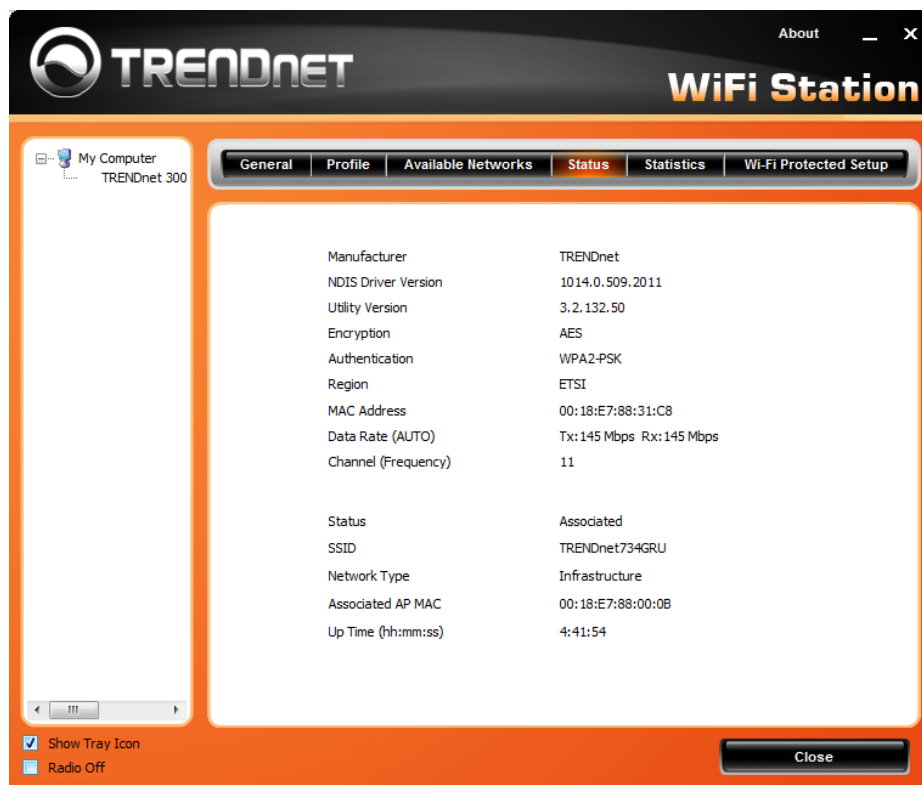 About
TRENDNET
WiFi Station
My Computer
TRENDnet 300
General Profile Available Networks Status Statistics Wi-Fi Protected Setup
Manufacturer TRENDnet
NDIS Driver Version 1014.0.509.2011
Utility Version 3.2.132.50
Encryption AES
Authentication WPA2-PSK
Region ETSI
MAC Address 00:18:E7:88:31:C8
Data Rate (AUTO) Tx:145 Mbps Rx:145 Mbps
Channel (Frequency) 11
Status Associated
SSID TRENDnet734GRU
Network Type Infrastructure
Associated AP MAC 00:18:E7:88:00:0B
Up Time (hh:mm:ss) 4:41:54
Show Tray Icon
Radio Off
Close